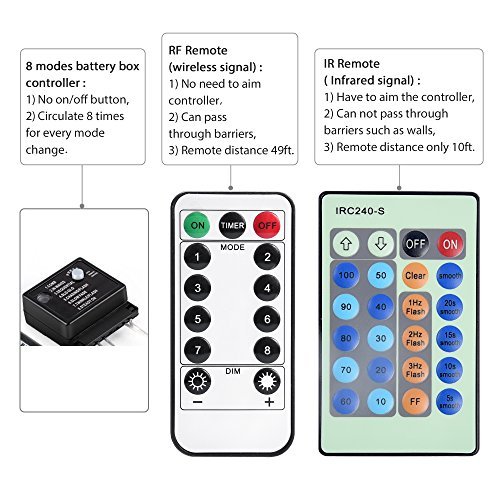 8 modes battery box
controller :
1) No on/off button,
2) Circulate 8 times
for every mode
change.
RF Remote
(wireless signal) :
1) No need to aim
controller,
2) Can pass
through barriers,
3) Remote distance 49ft.
IR Remote
( Infrared signal) :
1) Have to aim the controller,
2) Can not pass through
barriers such as walls,
3) Remote distance only 10ft.
ON TIMER OFF
MODE
1 2
3 4
5 6
7 8
DIM
− +
IRC240-S
OFF ON
100 50 Clear smooth
90 40 1Hz Flash 20s smooth
80 30 2Hz Flash 15s smooth
70 20 3Hz Flash 10s smooth
60 10 FF 5s smooth